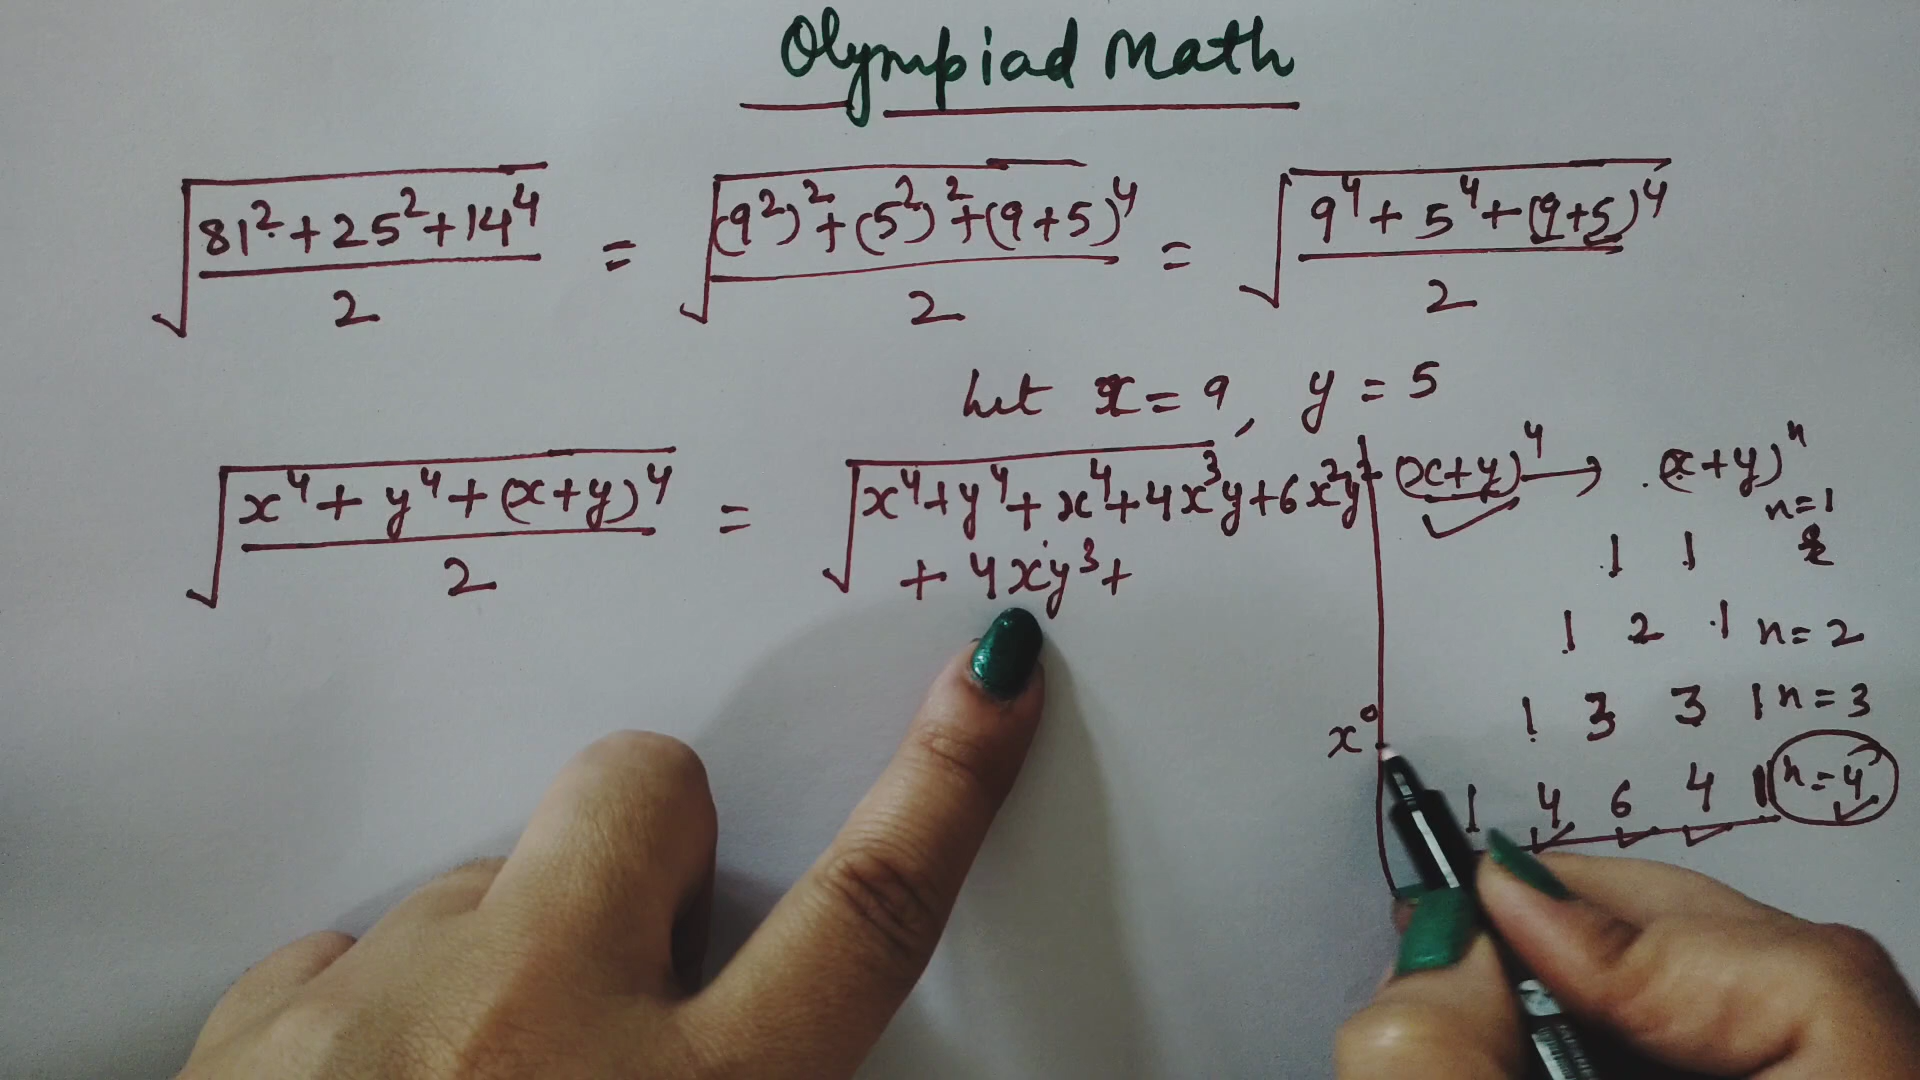 Olympiad Math
√((81² + 25² + 14⁴)/2) = √(((9²)² + (5²)² + (9+5)⁴)/2) = √((9⁴ + 5⁴ + (9+5)⁴)/2)
Let x = 9, y = 5
√((x⁴ + y⁴ + (x+y)⁴)/2) = √(x⁴ + y⁴ + x⁴ + 4x³y + 6x²y²
+ 4xy³ +
(x+y)⁴ → (x+y)ⁿ
n=1
1 1
1 2 1 n=2
1 3 3 1 n=3
x⁰
1 4 6 4 1 n=4